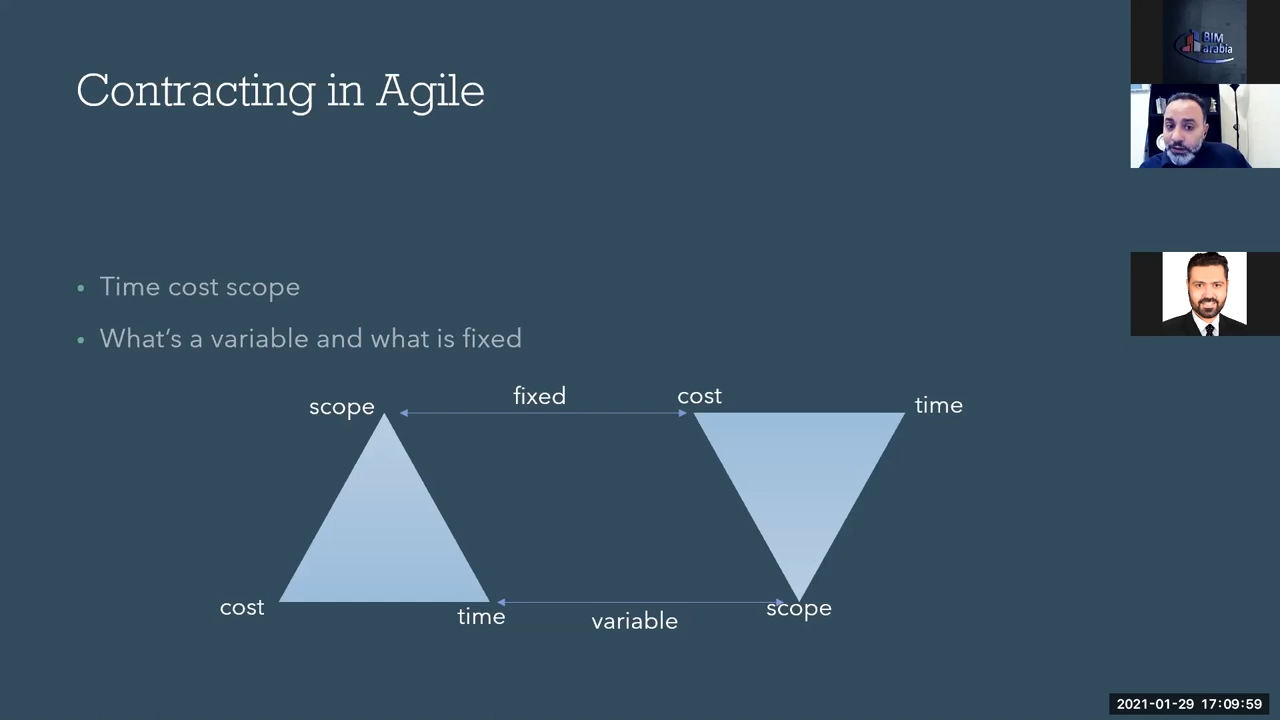 Contracting in Agile
BIM
arabia
• Time cost scope
• What's a variable and what is fixed
scope
fixed
cost
time
cost
time
variable
scope
2021-01-29 17:09:59